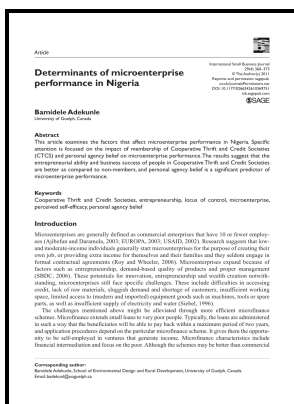 Article
International Small Business Journal
29(4) 360–373
© The Author(s) 2011
Reprints and permission: sagepub.
co.uk/journalsPermissions.nav
isb.sagepub.com
SAGE
Determinants of microenterprise
performance in Nigeria
Bamidele Adekunle
University of Guelph, Canada
Abstract
This article examines the factors that affect microenterprise performance in Nigeria. Specific
attention is focused on the impact of membership of Cooperative Thrift and Credit Societies
(CTCS) and personal agency belief on microenterprise performance. The results suggest that the
entrepreneurial ability and business success of people in Cooperative Thrift and Credit Societies
are better as compared to non-members, and personal agency belief is a significant predictor of
microenterprise performance.
Keywords
Cooperative Thrift and Credit Societies, entrepreneurship, locus of control, microenterprise,
perceived self-efficacy, personal agency belief
Introduction
Microenterprises are generally defined as commercial enterprises that have 10 or fewer employ-
ees (Ajibefun and Daramola, 2003; EUROPA, 2003; USAID, 2002). Research suggests that low-
and moderate-income individuals generally start microenterprises for the purpose of creating their
own job, or providing extra income for themselves and their families and they seldom engage in
formal contractual agreements (Roy and Wheeler, 2006). Microenterprises expand because of
factors such as entrepreneurship, demand-based quality of products and proper management
(SBDC, 2006). These potentials for innovation, entrepreneurship and wealth creation notwith-
standing, microenterprises still face specific challenges. These include difficulties in accessing
credit, lack of raw materials, sluggish demand and shortage of customers, insufficient working
space, limited access to (modern and imported) equipment goods such as machines, tools or spare
parts, as well as insufficient supply of electricity and water (Siebel, 1996).
The challenges mentioned above might be alleviated through more efficient microfinance
schemes. Microfinance extends small loans to very poor people. Typically, the loans are administered
in such a way that the beneficiaries will be able to pay back within a maximum period of two years,
and application procedures depend on the particular microfinance scheme. It gives them the opportu-
nity to be self-employed in ventures that generate income. Microfinance characteristics include
financial intermediation and focus on the poor. Although the schemes may be better than commercial
Corresponding author:
Bamidele Adekunle, School of Environmental Design and Rural Development, University of Guelph, Canada
Email: badekunl@uoguelph.ca